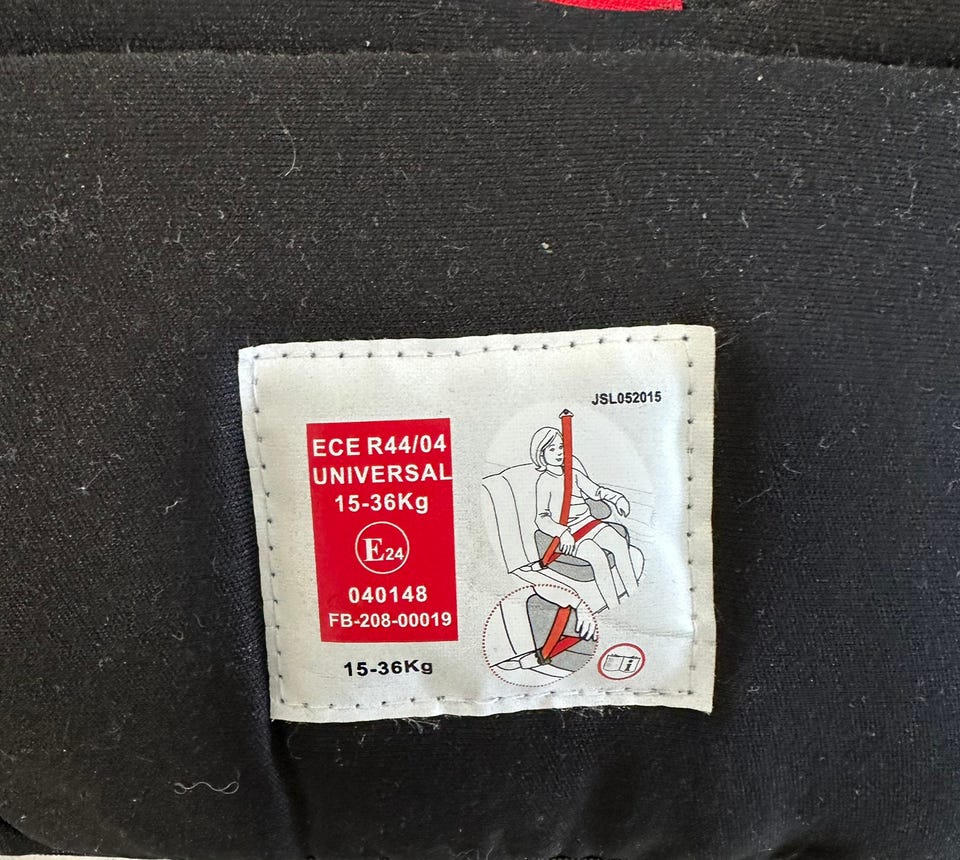 JSL052015
ECE R44/04
UNIVERSAL
15-36Kg
E24
040148
FB-208-00019
15-36Kg
i